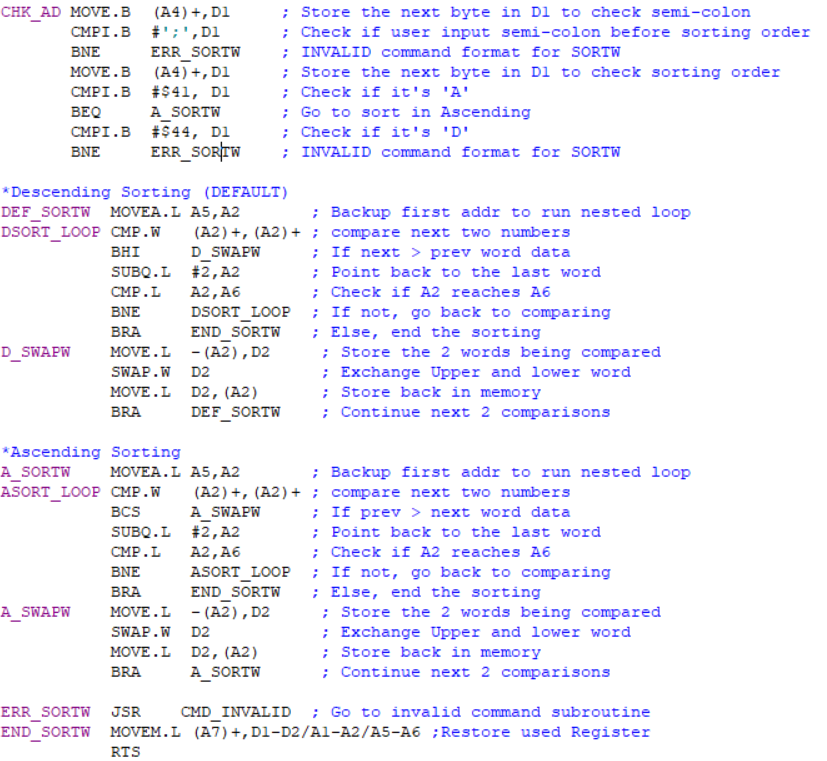 CHK_AD MOVE.B (A4)+,D1 ; Store the next byte in D1 to check semi-colon
CMPI.B #';',D1 ; Check if user input semi-colon before sorting order
BNE ERR_SORTW ; INVALID command format for SORTW
MOVE.B (A4)+,D1 ; Store the next byte in D1 to check sorting order
CMPI.B #$41, D1 ; Check if it's 'A'
BEQ A_SORTW ; Go to sort in Ascending
CMPI.B #$44, D1 ; Check if it's 'D'
BNE ERR_SORTW ; INVALID command format for SORTW
*Descending Sorting (DEFAULT)
DEF_SORTW MOVEA.L A5,A2 ; Backup first addr to run nested loop
DSORT_LOOP CMP.W (A2)+,(A2)+ ; compare next two numbers
BHI D_SWAPW ; If next > prev word data
SUBQ.L #2,A2 ; Point back to the last word
CMP.L A2,A6 ; Check if A2 reaches A6
BNE DSORT_LOOP ; If not, go back to comparing
BRA END_SORTW ; Else, end the sorting
D_SWAPW MOVE.L -(A2),D2 ; Store the 2 words being compared
SWAP.W D2 ; Exchange Upper and lower word
MOVE.L D2,(A2) ; Store back in memory
BRA DEF_SORTW ; Continue next 2 comparisons
*Ascending Sorting
A_SORTW MOVEA.L A5,A2 ; Backup first addr to run nested loop
ASORT_LOOP CMP.W (A2)+,(A2)+ ; compare next two numbers
BCS A_SWAPW ; If prev > next word data
SUBQ.L #2,A2 ; Point back to the last word
CMP.L A2,A6 ; Check if A2 reaches A6
BNE ASORT_LOOP ; If not, go back to comparing
BRA END_SORTW ; Else, end the sorting
A_SWAPW MOVE.L -(A2),D2 ; Store the 2 words being compared
SWAP.W D2 ; Exchange Upper and lower word
MOVE.L D2,(A2) ; Store back in memory
BRA A_SORTW ; Continue next 2 comparisons
ERR_SORTW JSR CMD_INVALID ; Go to invalid command subroutine
END_SORTW MOVEM.L (A7)+,D1-D2/A1-A2/A5-A6 ;Restore used Register
RTS